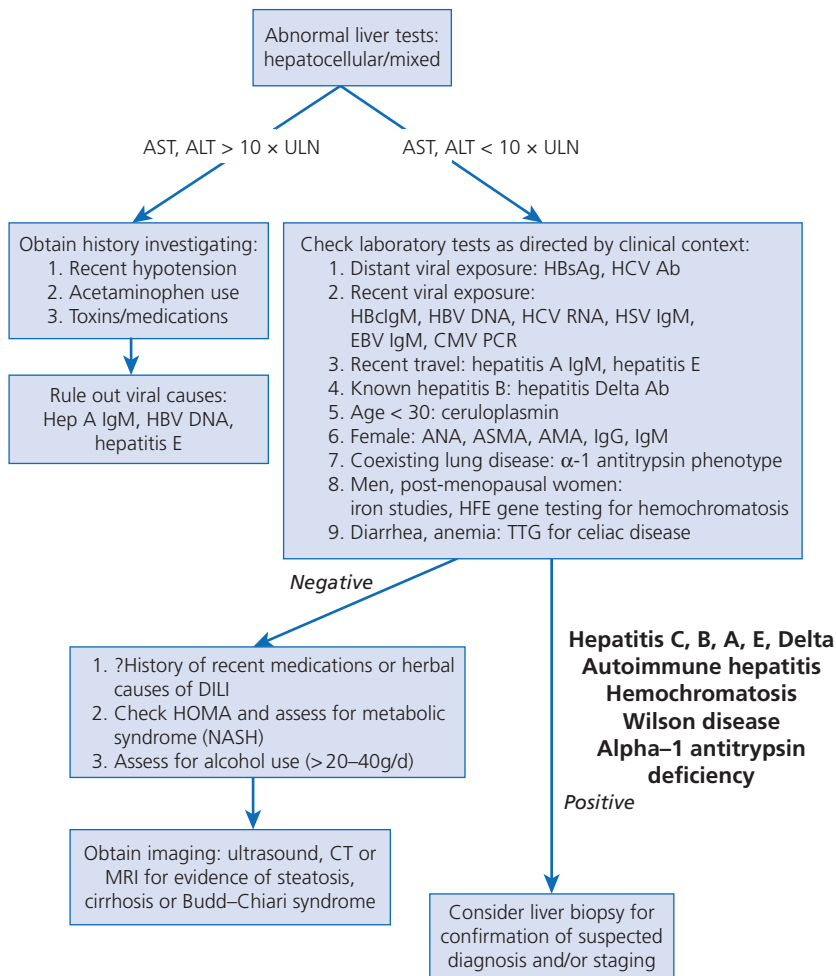 Abnormal liver tests:
hepatocellular/mixed
AST, ALT > 10 × ULN
AST, ALT < 10 × ULN
Obtain history investigating:
1. Recent hypotension
2. Acetaminophen use
3. Toxins/medications
Rule out viral causes:
Hep A IgM, HBV DNA,
hepatitis E
Check laboratory tests as directed by clinical context:
1. Distant viral exposure: HBsAg, HCV Ab
2. Recent viral exposure:
HBcIgM, HBV DNA, HCV RNA, HSV IgM,
EBV IgM, CMV PCR
3. Recent travel: hepatitis A IgM, hepatitis E
4. Known hepatitis B: hepatitis Delta Ab
5. Age < 30: ceruloplasmin
6. Female: ANA, ASMA, AMA, IgG, IgM
7. Coexisting lung disease: α-1 antitrypsin phenotype
8. Men, post-menopausal women:
iron studies, HFE gene testing for hemochromatosis
9. Diarrhea, anemia: TTG for celiac disease
Negative
1. ?History of recent medications or herbal
causes of DILI
2. Check HOMA and assess for metabolic
syndrome (NASH)
3. Assess for alcohol use (>20–40g/d)
Obtain imaging: ultrasound, CT or
MRI for evidence of steatosis,
cirrhosis or Budd–Chiari syndrome
Hepatitis C, B, A, E, Delta
Autoimmune hepatitis
Hemochromatosis
Wilson disease
Alpha–1 antitrypsin
deficiency
Positive
Consider liver biopsy for
confirmation of suspected
diagnosis and/or staging